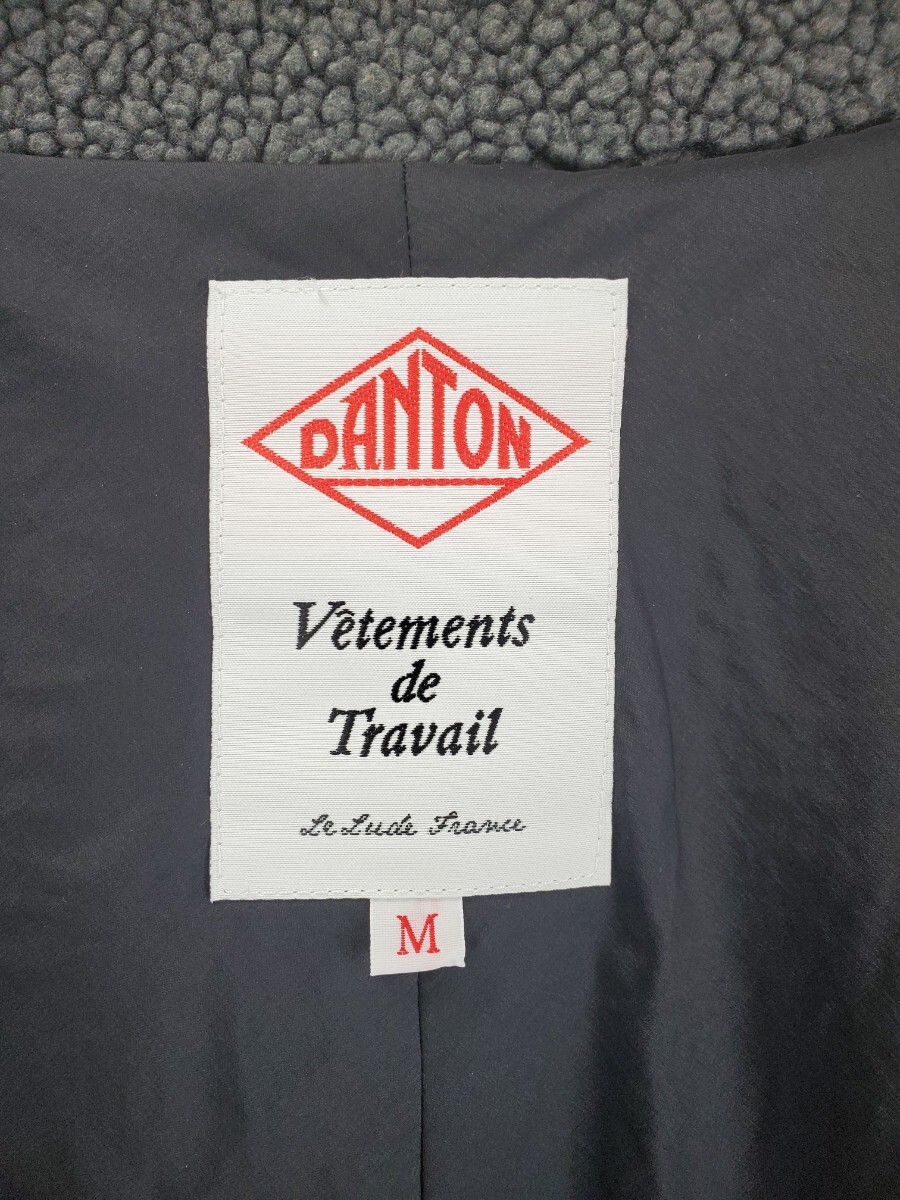 DANTON
Vêtements
de
Travail
Le Lude France
M